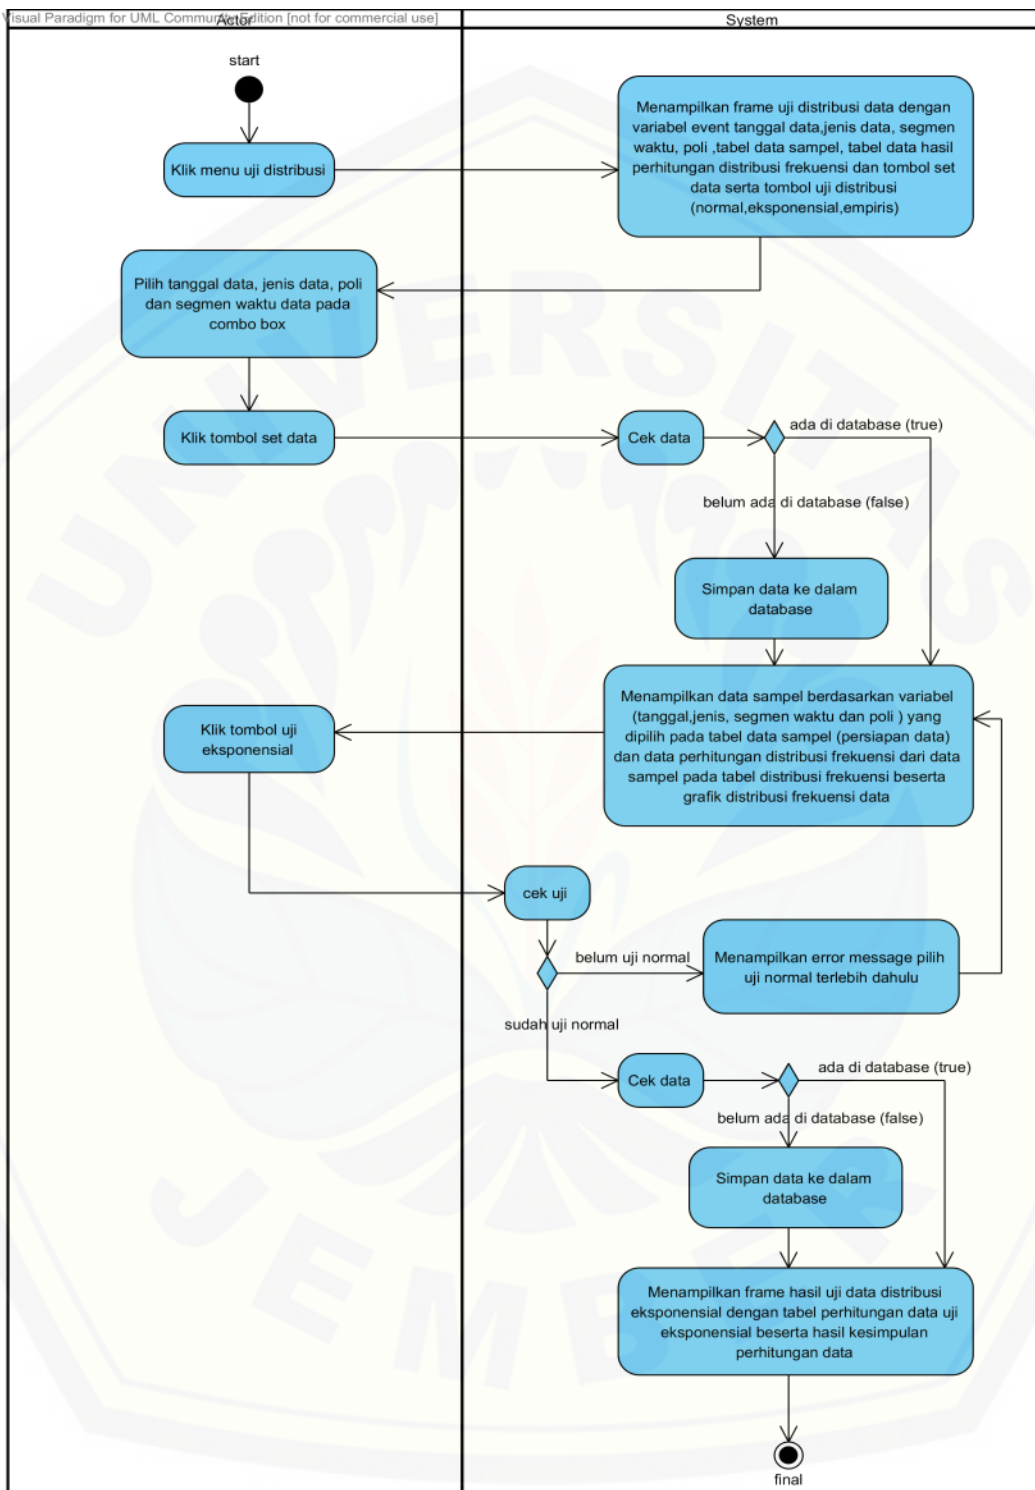 Visual Paradigm for UML Community Edition [not for commercial use]
Actor
System
start
Klik menu uji distribusi
Menampilkan frame uji distribusi data dengan
variabel event tanggal data,jenis data, segmen
waktu, poli ,tabel data sampel, tabel data hasil
perhitungan distribusi frekuensi dan tombol set
data serta tombol uji distribusi
(normal,eksponensial,empiris)
Pilih tanggal data, jenis data, poli
dan segmen waktu data pada
combo box
Klik tombol set data
Cek data
ada di database (true)
belum ada di database (false)
Simpan data ke dalam
database
Menampilkan data sampel berdasarkan variabel
(tanggal,jenis, segmen waktu dan poli ) yang
dipilih pada tabel data sampel (persiapan data)
dan data perhitungan distribusi frekuensi dari data
sampel pada tabel distribusi frekuensi beserta
grafik distribusi frekuensi data
Klik tombol uji
eksponensial
cek uji
belum uji normal
Menampilkan error message pilih
uji normal terlebih dahulu
sudah uji normal
Cek data
ada di database (true)
belum ada di database (false)
Simpan data ke dalam
database
Menampilkan frame hasil uji data distribusi
eksponensial dengan tabel perhitungan data uji
eksponensial beserta hasil kesimpulan
perhitungan data
final
UNIVERSITAS
JEMBER